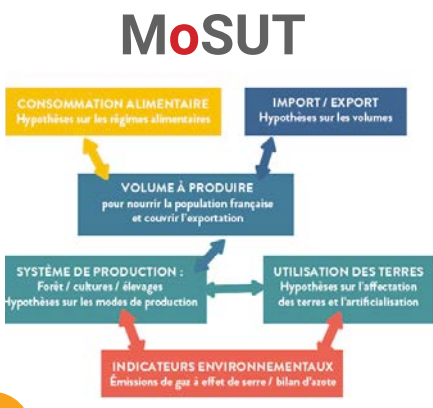 MoSUT
CONSOMMATION ALIMENTAIRE
Hypothèses sur les régimes alimentaires
IMPORT / EXPORT
Hypothèses sur les volumes
VOLUME À PRODUIRE
pour nourrir la population française
et couvrir l'exportation
SYSTÈME DE PRODUCTION :
Forêt / cultures / élevages
Hypothèses sur les modes de production
UTILISATION DES TERRES
Hypothèses sur l'affectation
des terres et l'artificialisation
INDICATEURS ENVIRONNEMENTAUX
Émissions de gaz à effet de serre / bilan d'azote